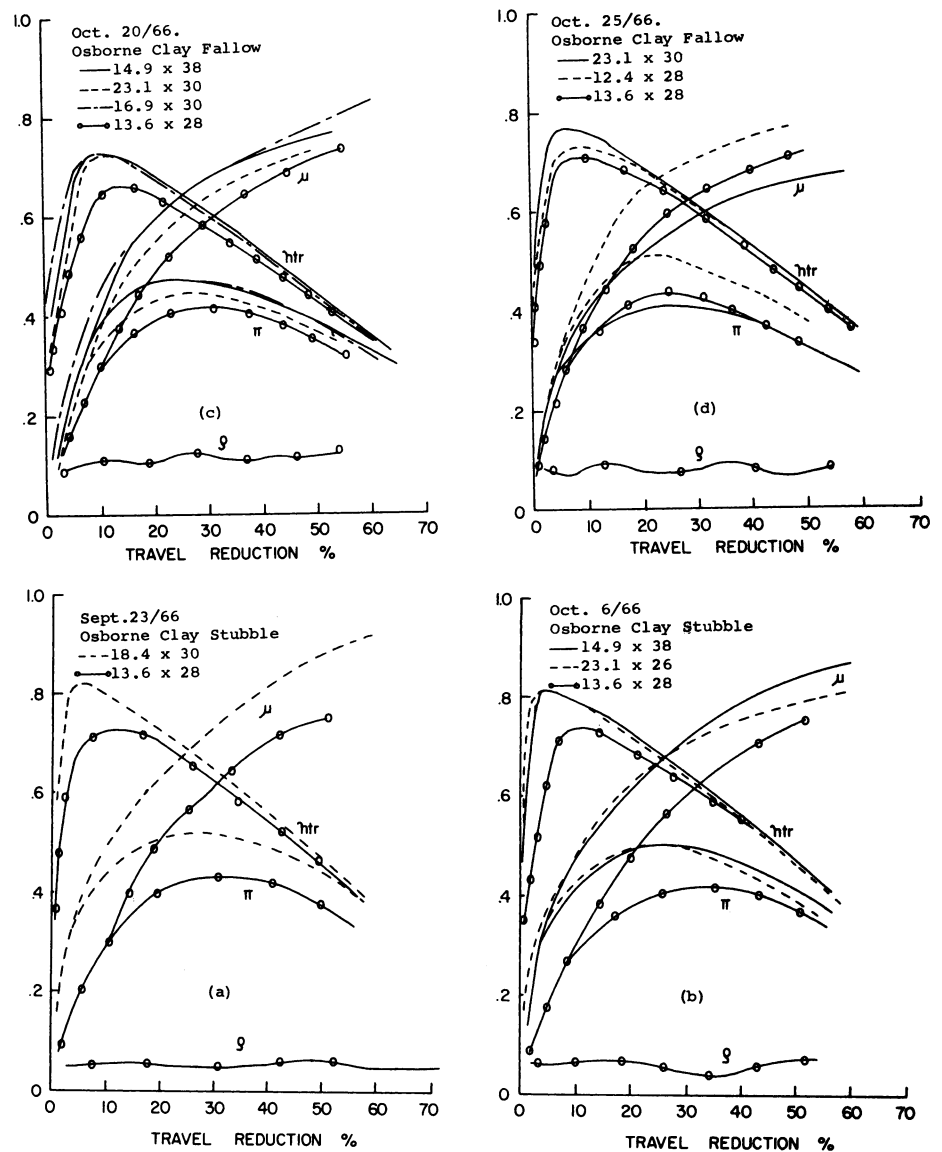 Oct. 20/66.
Osborne Clay Fallow
14.9 x 38
23.1 x 30
16.9 x 30
13.6 x 28
1.0
.8
.6
.4
.2
0
μ
ηtr
π
(c)
ρ
0 10 20 30 40 50 60 70
TRAVEL REDUCTION %
Oct. 25/66.
Osborne Clay Fallow
23.1 x 30
12.4 x 28
13.6 x 28
1.0
.8
.6
.4
.2
0
μ
ηtr
π
(d)
ρ
0 10 20 30 40 50 60 70
TRAVEL REDUCTION %
Sept.23/66
Osborne Clay Stubble
18.4 x 30
13.6 x 28
1.0
.8
.6
.4
.2
0
μ
ηtr
π
(a)
ρ
0 10 20 30 40 50 60 70
TRAVEL REDUCTION %
Oct. 6/66
Osborne Clay Stubble
14.9 x 38
23.1 x 26
13.6 x 28
1.0
.8
.6
.4
.2
0
μ
ηtr
π
(b)
ρ
0 10 20 30 40 50 60 70
TRAVEL REDUCTION %